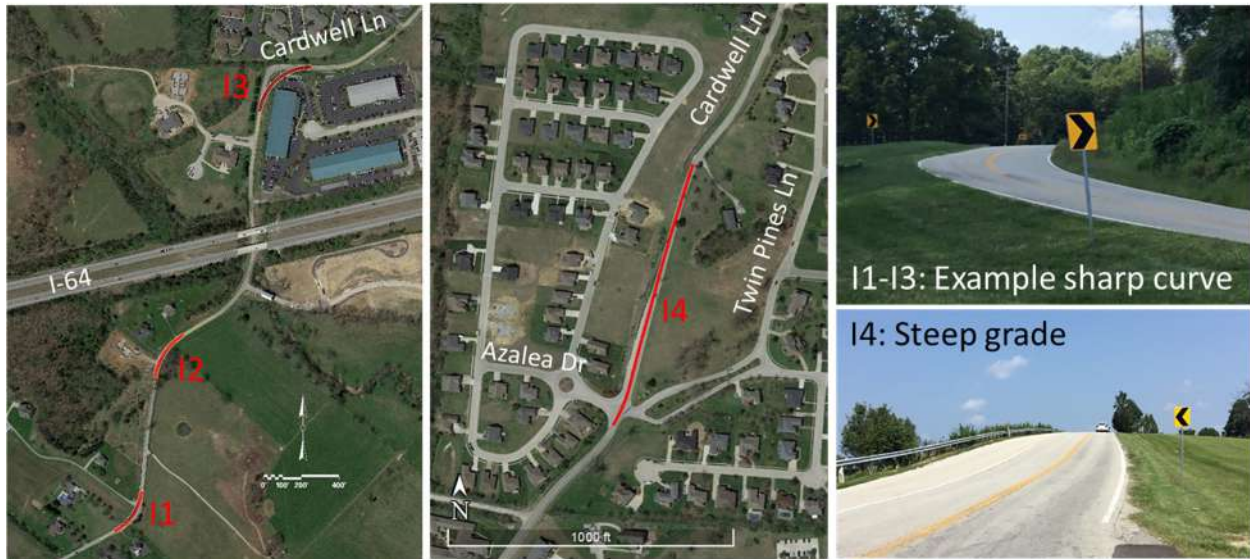 Cardwell Ln
I3
I-64
I2
I1
0' 100' 200' 400'
Cardwell Ln
Twin Pines Ln
I4
Azalea Dr
N
1000 ft
I1-I3: Example sharp curve
I4: Steep grade